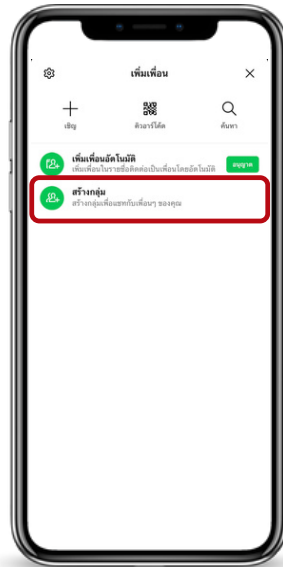 เพิ่มเพื่อน
เชิญ
คิวอาร์โค้ด
ค้นหา
เพิ่มเพื่อนอัตโนมัติ
เพิ่มเพื่อนในรายชื่อติดต่อเป็นเพื่อนโดยอัตโนมัติ
อนุญาต
สร้างกลุ่ม
สร้างกลุ่มเพื่อแชทกับเพื่อนๆ ของคุณ